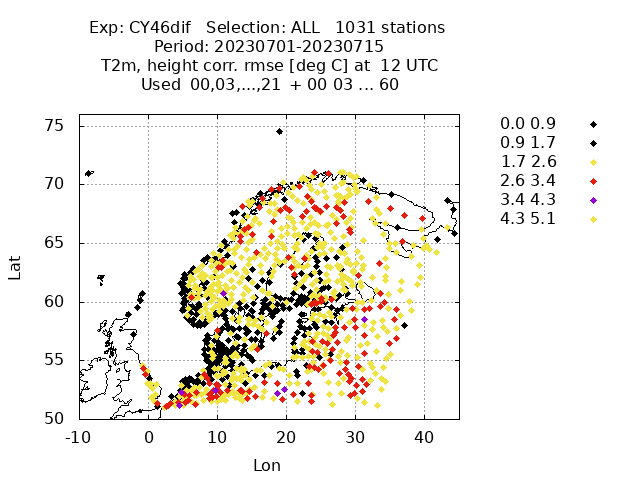 Exp: CY46dif   Selection: ALL   1031 stations
Period: 20230701-20230715
T2m, height corr. rmse [deg C] at  12 UTC
Used  00,03,...,21  + 00 03 ... 60
0.0 0.9
0.9 1.7
1.7 2.6
2.6 3.4
3.4 4.3
4.3 5.1
75
70
65
60
55
50
Lat
-10 0 10 20 30 40
Lon